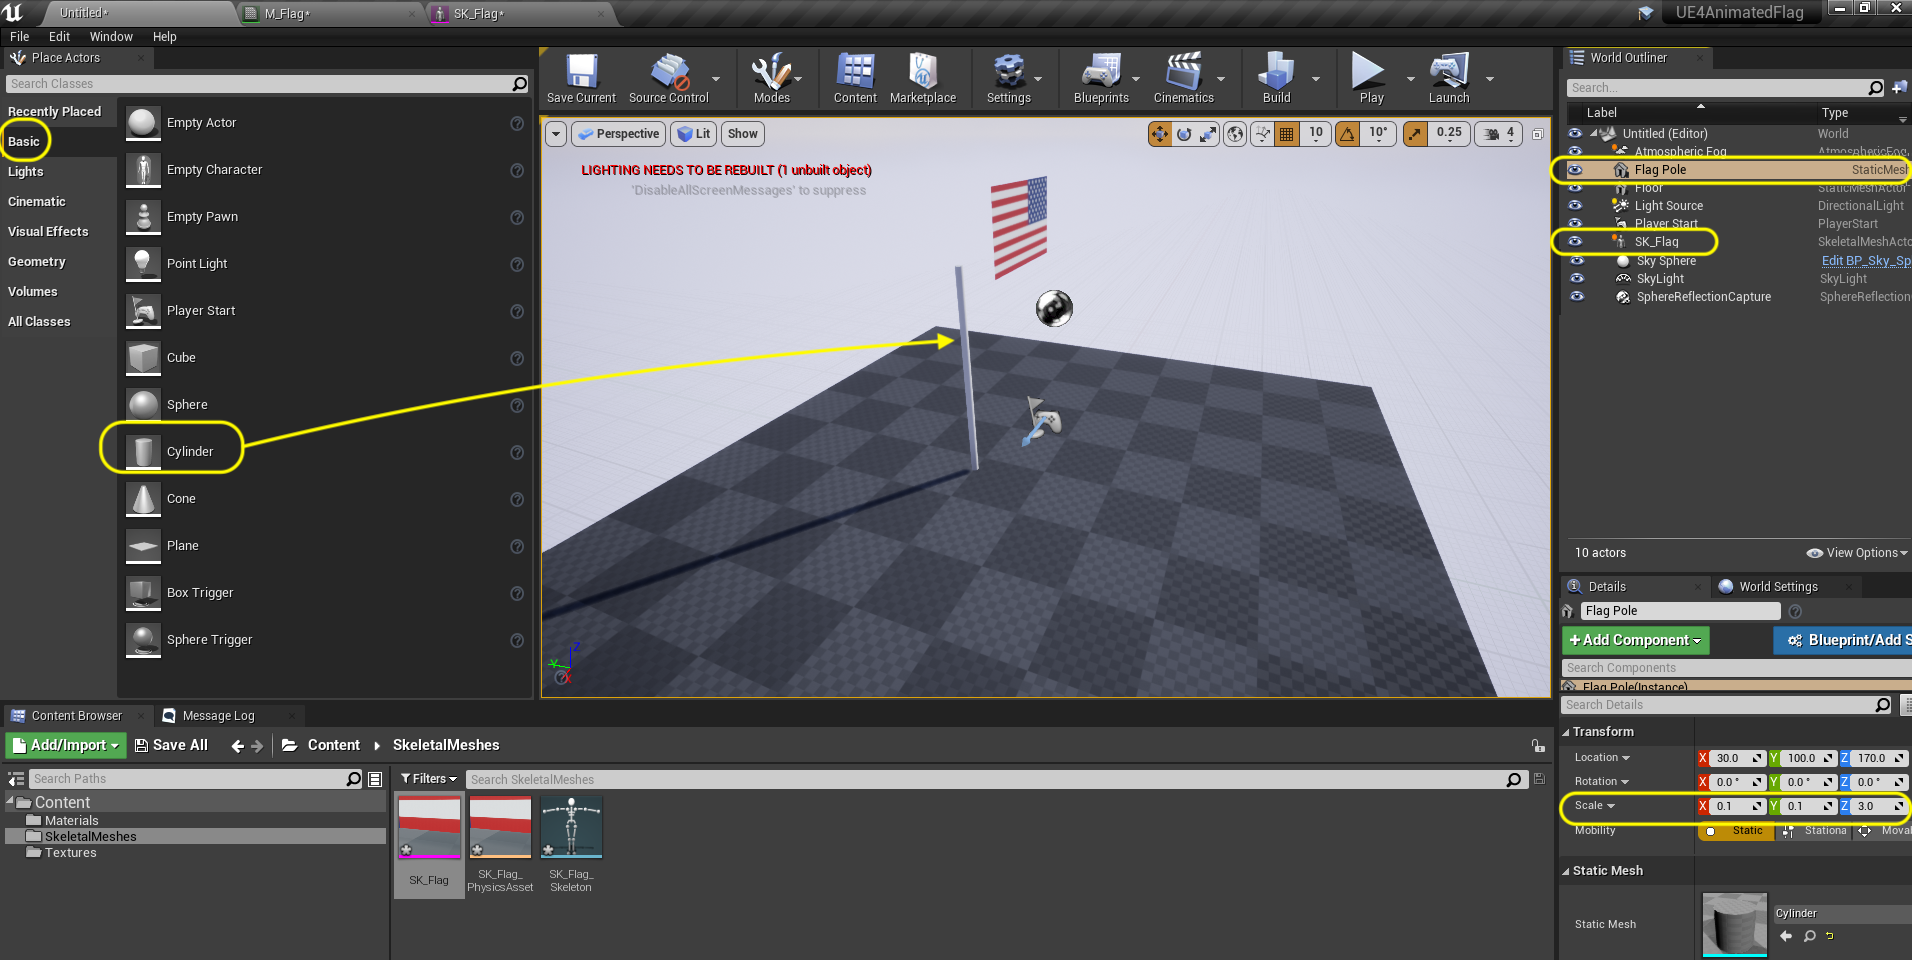 Untitled*
M_Flag*
SK_Flag*
UE4AnimatedFlag
File Edit Window Help
Place Actors
Search Classes
Recently Placed
Basic
Lights
Cinematic
Visual Effects
Geometry
Volumes
All Classes
Empty Actor
Empty Character
Empty Pawn
Point Light
Player Start
Cube
Sphere
Cylinder
Cone
Plane
Box Trigger
Sphere Trigger
Save Current Source Control Modes Content Marketplace Settings Blueprints Cinematics Build Play Launch
Perspective Lit Show 10 10° 0.25 4
LIGHTING NEEDS TO BE REBUILT (1 unbuilt object)
'DisableAllScreenMessages' to suppress
Z
Y
X
World Outliner
Search...
Label Type
Untitled (Editor) World
Atmospheric Fog AtmosphericFog,
Flag Pole StaticMesh
Floor StaticMeshActor
Light Source DirectionalLight
Player Start PlayerStart
SK_Flag SkeletalMeshActo
Sky Sphere Edit BP_Sky_Sp
SkyLight SkyLight
SphereReflectionCapture SphereReflection
10 actors View Options
Details World Settings
Flag Pole
+Add Component Blueprint/Add S
Search Components
Flag Pole(Instance)
Search Details
Transform
Location X 30.0 Y 100.0 Z 170.0
Rotation X 0.0 ° Y 0.0 ° Z 0.0 °
Scale X 0.1 Y 0.1 Z 3.0
Mobility Static Stationa Moval
Static Mesh
Static Mesh Cylinder
Content Browser Message Log
Add/Import Save All Content SkeletalMeshes
Search Paths
Content
Materials
SkeletalMeshes
Textures
Filters Search SkeletalMeshes
SK_Flag
SK_Flag_
PhysicsAsset
SK_Flag_
Skeleton